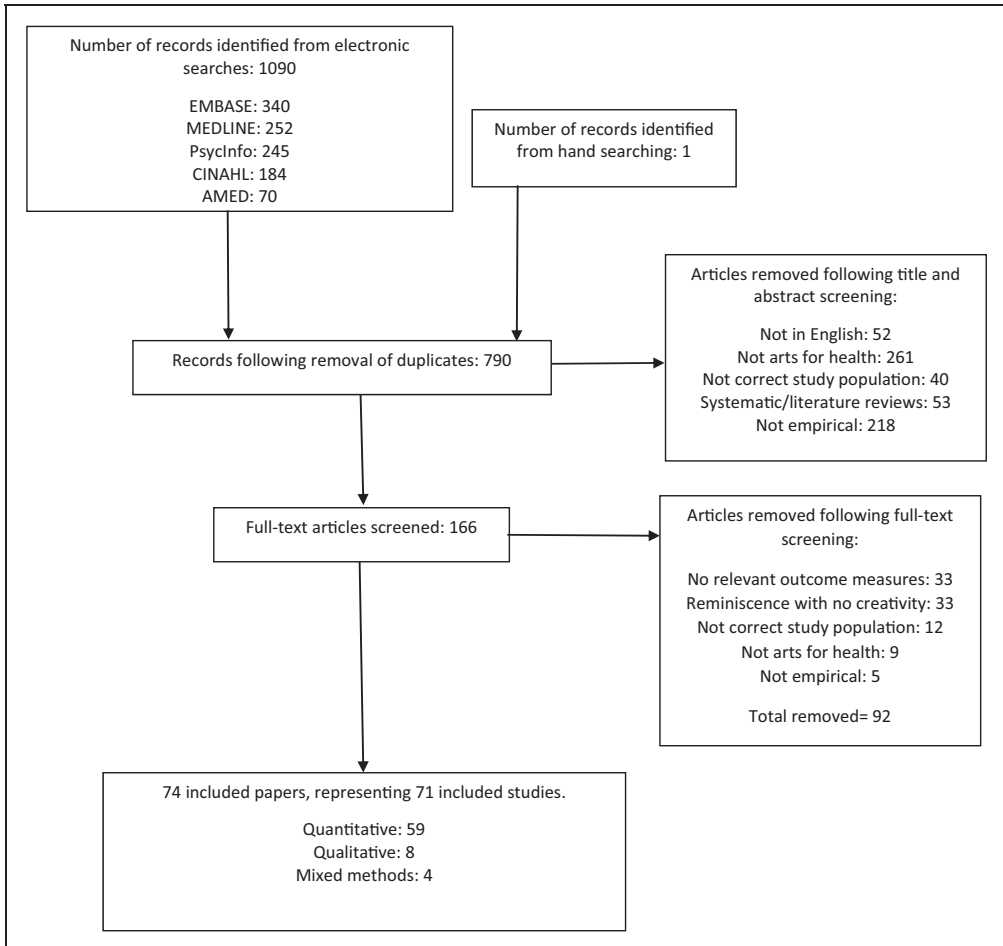 Number of records identified from electronic
searches: 1090
EMBASE: 340
MEDLINE: 252
PsycInfo: 245
CINAHL: 184
AMED: 70
Number of records identified
from hand searching: 1
Records following removal of duplicates: 790
Articles removed following title and
abstract screening:
Not in English: 52
Not arts for health: 261
Not correct study population: 40
Systematic/literature reviews: 53
Not empirical: 218
Full-text articles screened: 166
Articles removed following full-text
screening:
No relevant outcome measures: 33
Reminiscence with no creativity: 33
Not correct study population: 12
Not arts for health: 9
Not empirical: 5
Total removed= 92
74 included papers, representing 71 included studies.
Quantitative: 59
Qualitative: 8
Mixed methods: 4